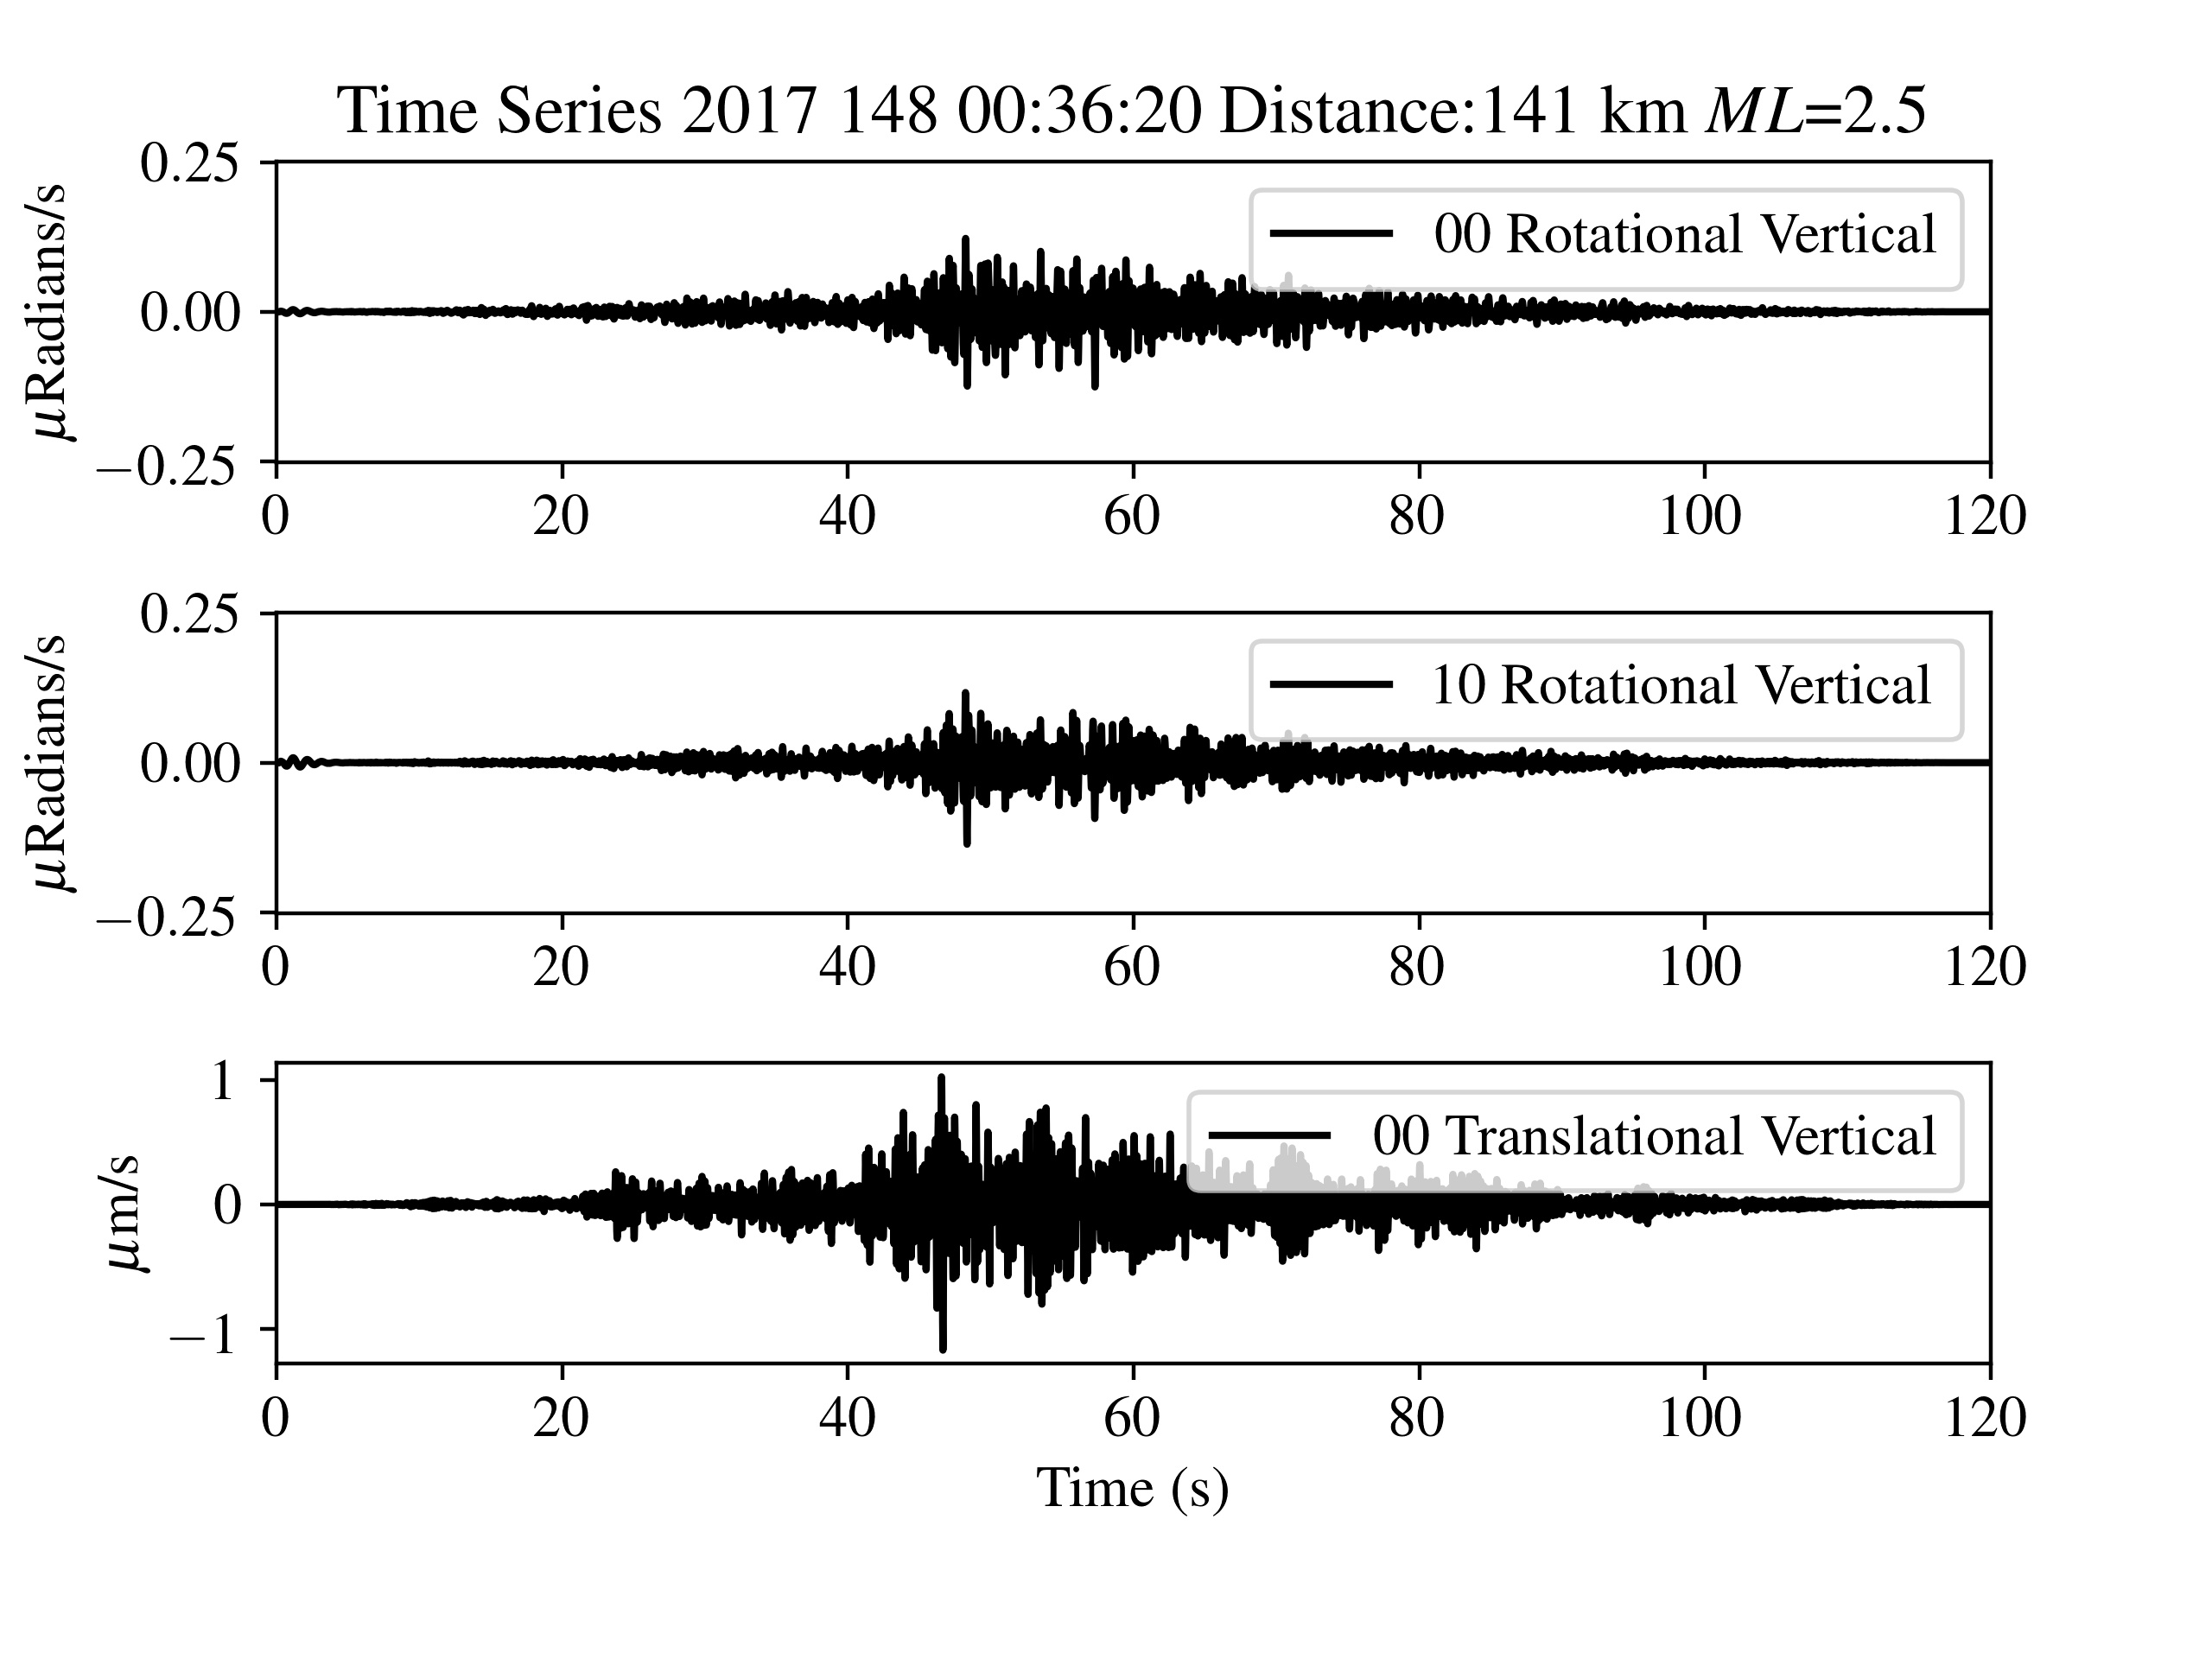 Time Series 2017 148 00:36:20 Distance:141 km ML=2.5
0.25
0.00
−0.25
μRadians/s
00 Rotational Vertical
0 20 40 60 80 100 120
0.25
0.00
−0.25
μRadians/s
10 Rotational Vertical
0 20 40 60 80 100 120
1
0
−1
μm/s
00 Translational Vertical
0 20 40 60 80 100 120
Time (s)